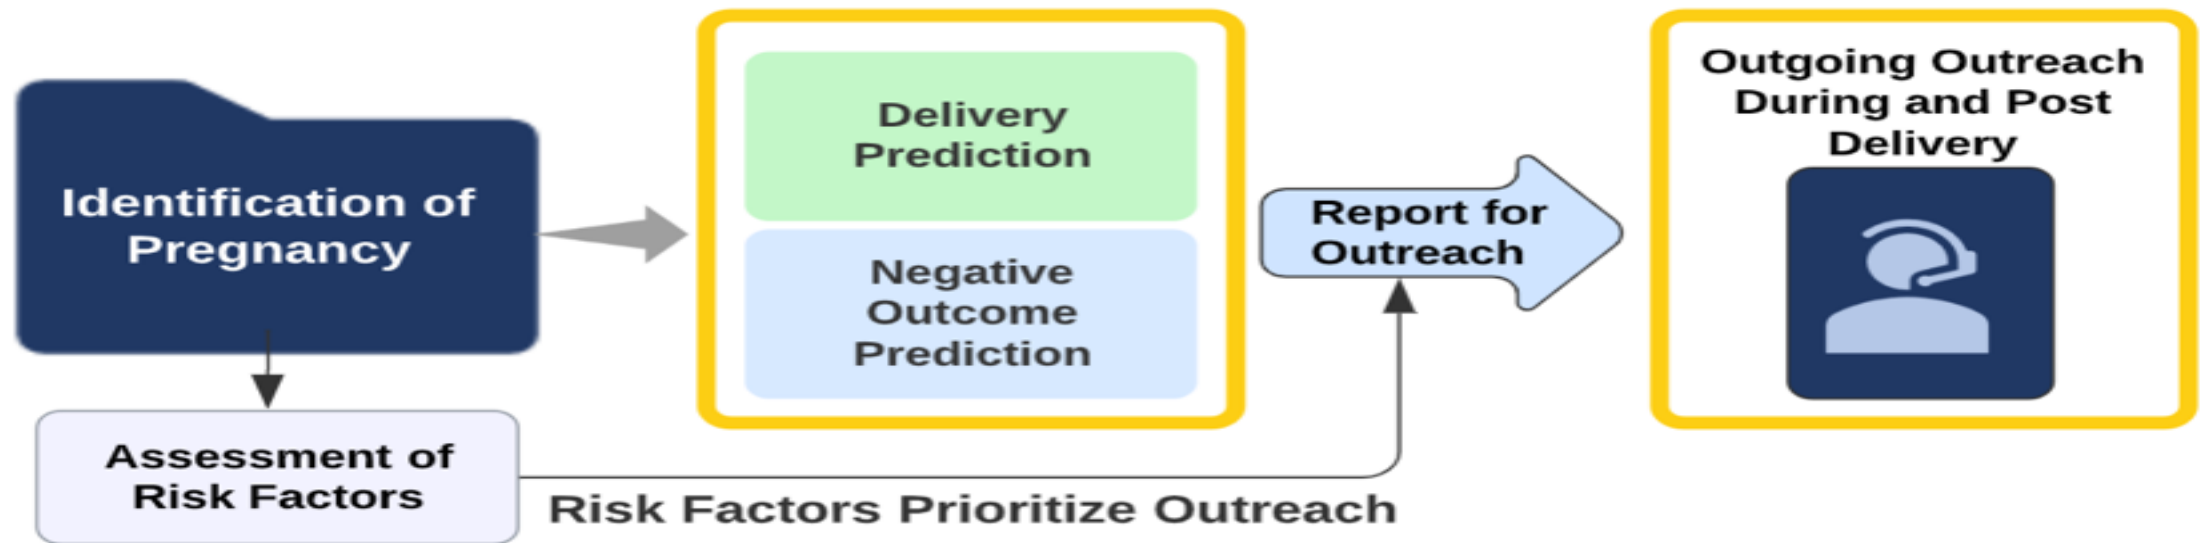 Identification of
Pregnancy
Assessment of
Risk Factors
Delivery
Prediction
Negative
Outcome
Prediction
Risk Factors Prioritize Outreach
Report for
Outreach
Outgoing Outreach
During and Post
Delivery